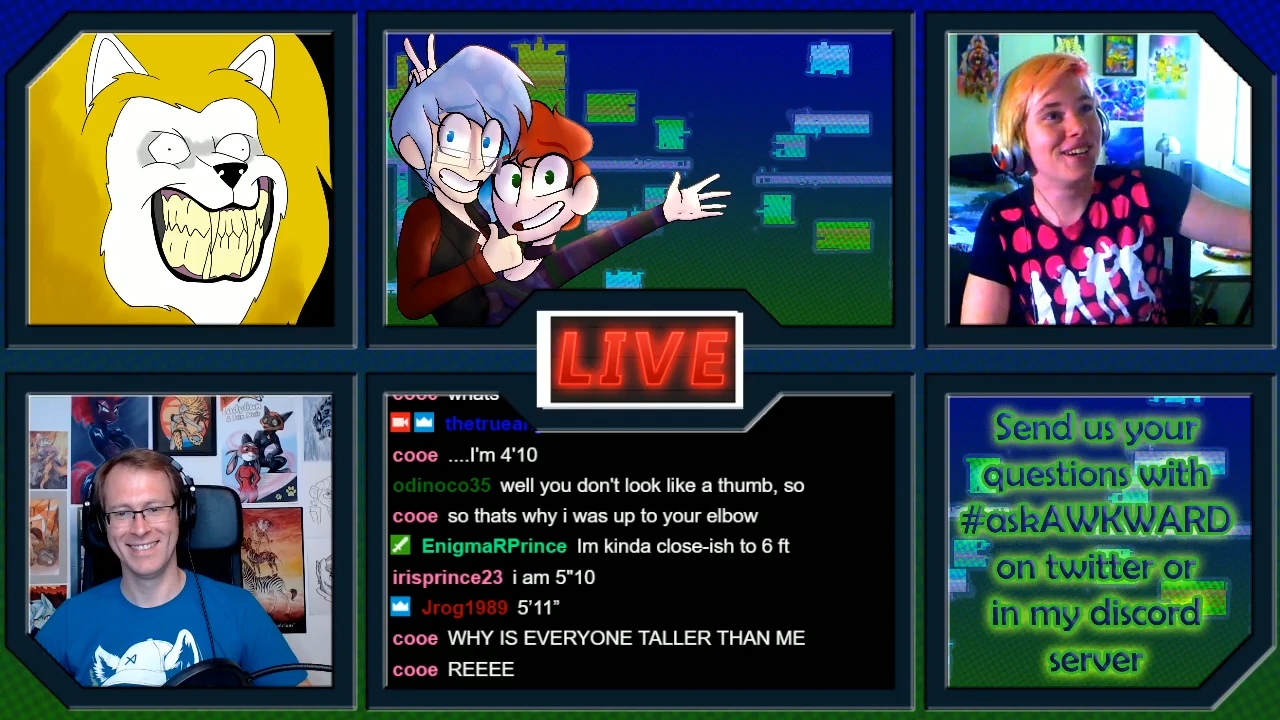 LIVE
cooe whats
thetruear
cooe ....I'm 4'10
odinoco35 well you don't look like a thumb, so
cooe so thats why i was up to your elbow
EnigmaRPrince Im kinda close-ish to 6 ft
irisprince23 i am 5"10
Jrog1989 5'11”
cooe WHY IS EVERYONE TALLER THAN ME
cooe REEEE
Send us your
questions with
#askAWKWARD
on twitter or
in my discord
server